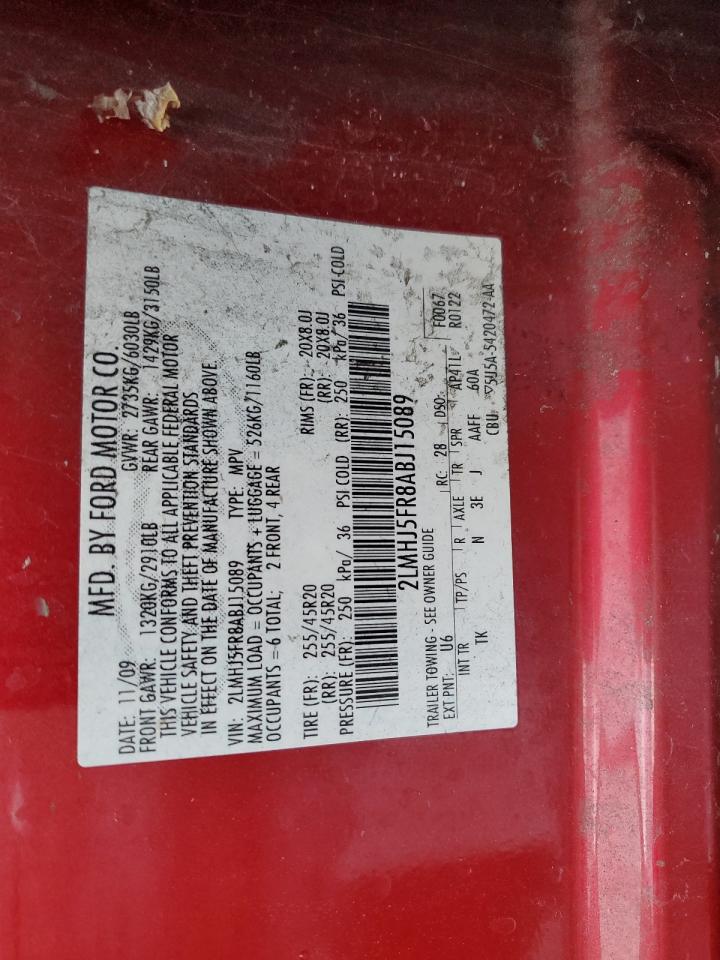 MFD. BY FORD MOTOR CO.
DATE: 11/09 GVWR: 2735KG/6030LB
FRONT GAWR: 1320KG/2910LB REAR GAWR: 1429KG/3150LB
THIS VEHICLE CONFORMS TO ALL APPLICABLE FEDERAL MOTOR
VEHICLE SAFETY AND THEFT PREVENTION STANDARDS
IN EFFECT ON THE DATE OF MANUFACTURE SHOWN ABOVE.
VIN: 2LMHJ5FR8ABJ15089 TYPE: MPV
MAXIMUM LOAD = OCCUPANTS + LUGGAGE = 526KG/1160LB
OCCUPANTS = 6 TOTAL; 2 FRONT, 4 REAR
TIRE (FR): 255/45R20 RIMS (FR): 20X8.0J
(RR): 255/45R20 (RR): 20X8.0J
PRESSURE (FR): 250 kPa/ 36 PSI COLD (RR): 250 kPa/ 36 PSI-COLD
2LMHJ5FR8ABJ15089
TRAILER TOWING - SEE OWNER GUIDE
EXT PNT: U6 RC: 28 DSO: F0067
INT TR TP/PS R AXLE TR SPR AP41L R0122
TK N 3E J AAFF 60A
CBU ▽5U5A-5420472-AA